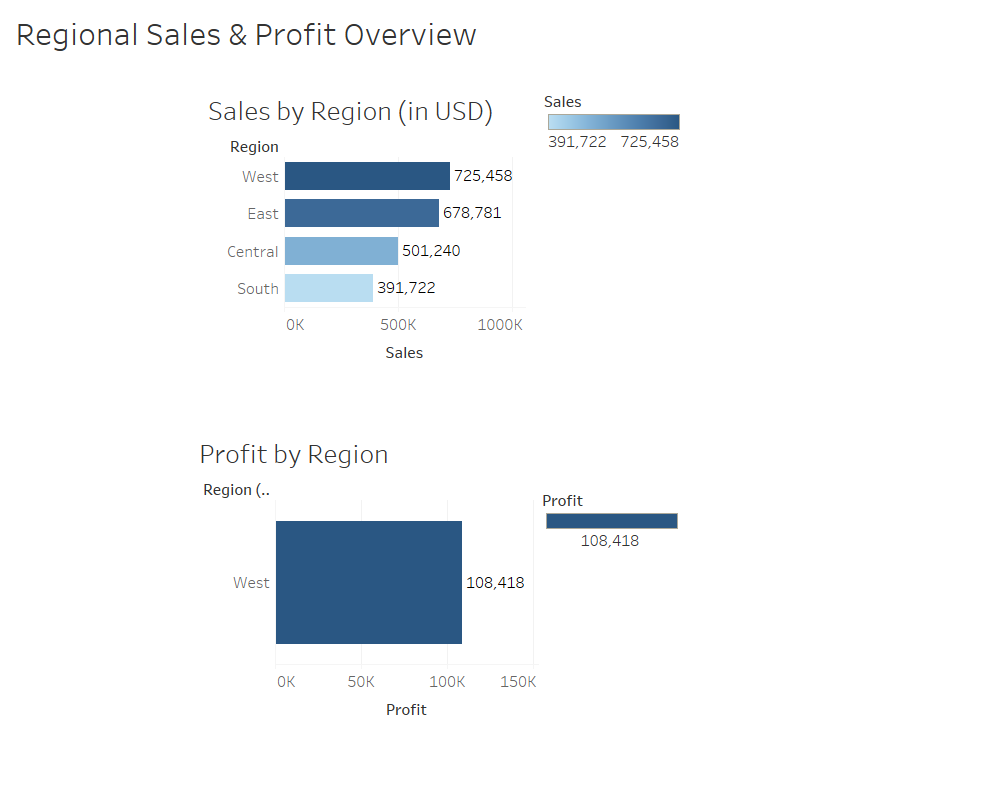 Regional Sales & Profit Overview
Sales by Region (in USD)
Sales
391,722 725,458
Region
West 725,458
East 678,781
Central 501,240
South 391,722
0K 500K 1000K
Sales
Profit by Region
Region (..
Profit
108,418
West 108,418
0K 50K 100K 150K
Profit